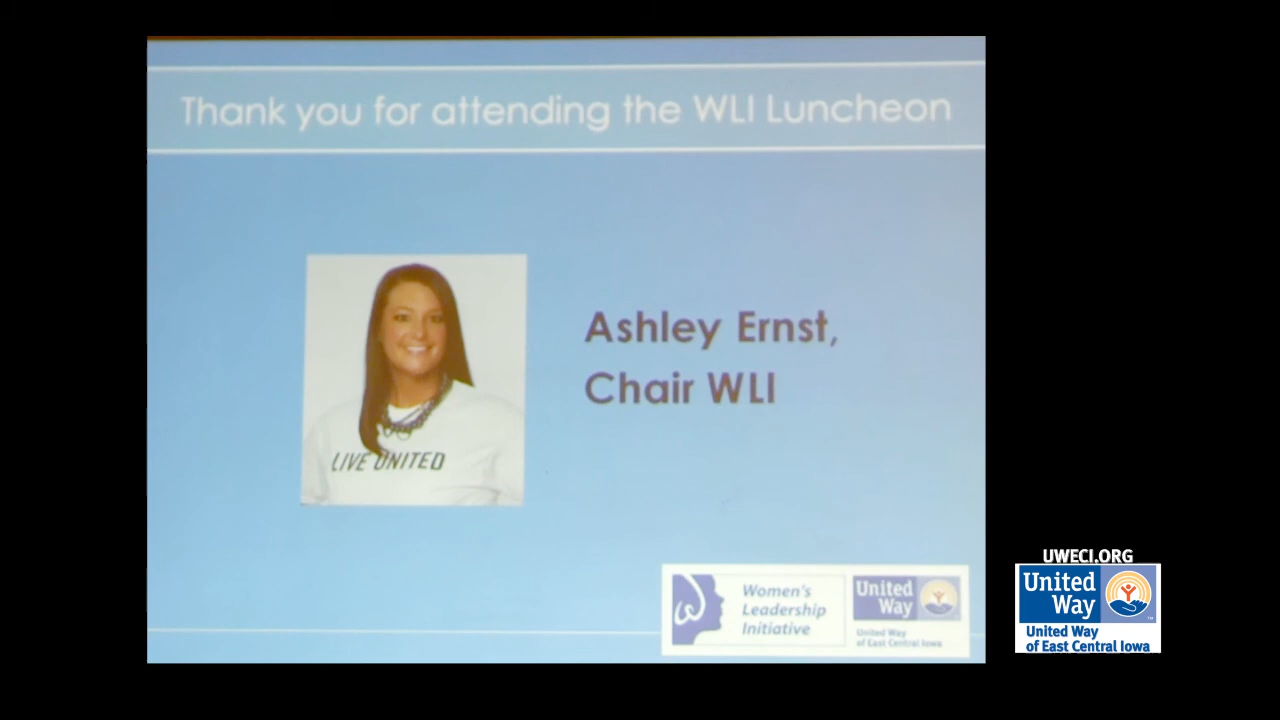 Thank you for attending the WLI Luncheon
Ashley Ernst,
Chair WLI
LIVE UNITED
Women's
Leadership
Initiative
United
Way
United Way
of East Central Iowa
UWECI.ORG
United
Way
United Way
of East Central Iowa